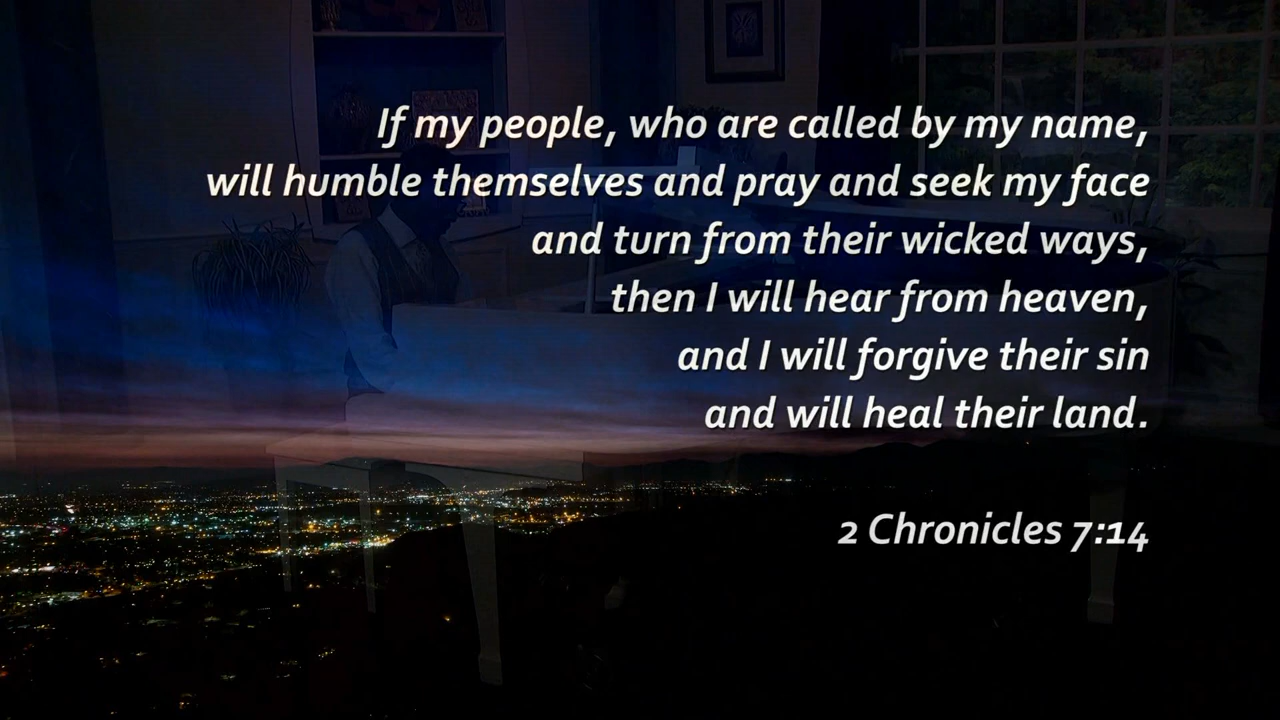 If my people, who are called by my name,
will humble themselves and pray and seek my face
and turn from their wicked ways,
then I will hear from heaven,
and I will forgive their sin
and will heal their land.
2 Chronicles 7:14